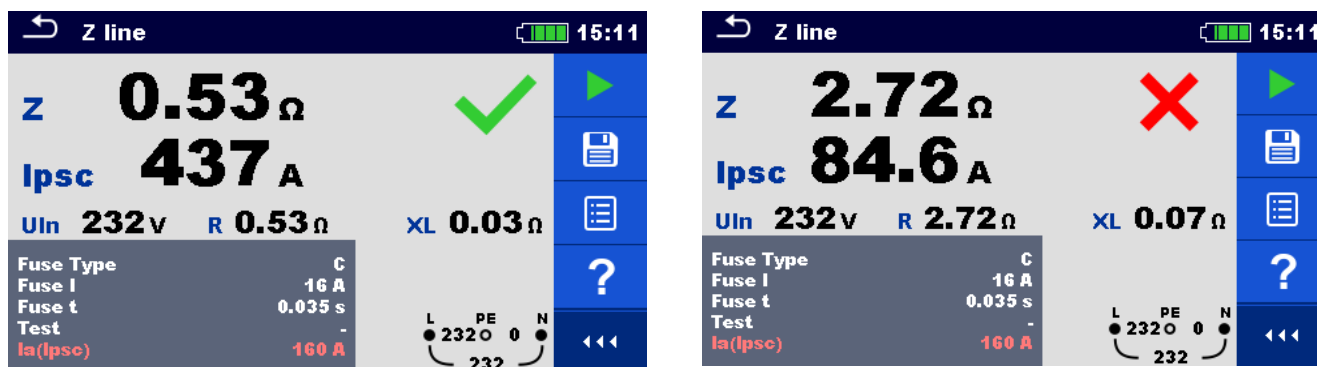 Z line 15:11
Z 0.53 Ω
Ipsc 437 A
Uln 232 V R 0.53 Ω XL 0.03 Ω
Fuse Type C
Fuse I 16 A
Fuse t 0.035 s
Test -
Ia(Ipsc) 160 A
L PE N
232 0
232
?
Z line 15:11
Z 2.72 Ω
Ipsc 84.6 A
Uln 232 V R 2.72 Ω XL 0.07 Ω
Fuse Type C
Fuse I 16 A
Fuse t 0.035 s
Test -
Ia(Ipsc) 160 A
L PE N
232 0
232
?